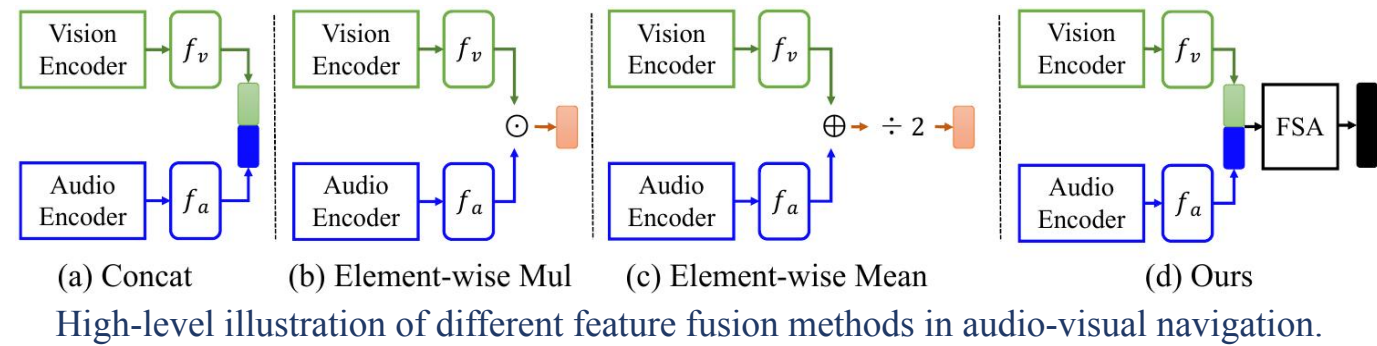 Vision
Encoder
f_v
Audio
Encoder
f_a
(a) Concat
Vision
Encoder
f_v
⊙
Audio
Encoder
f_a
(b) Element-wise Mul
Vision
Encoder
f_v
⊕ ÷ 2
Audio
Encoder
f_a
(c) Element-wise Mean
Vision
Encoder
f_v
FSA
Audio
Encoder
f_a
(d) Ours
High-level illustration of different feature fusion methods in audio-visual navigation.